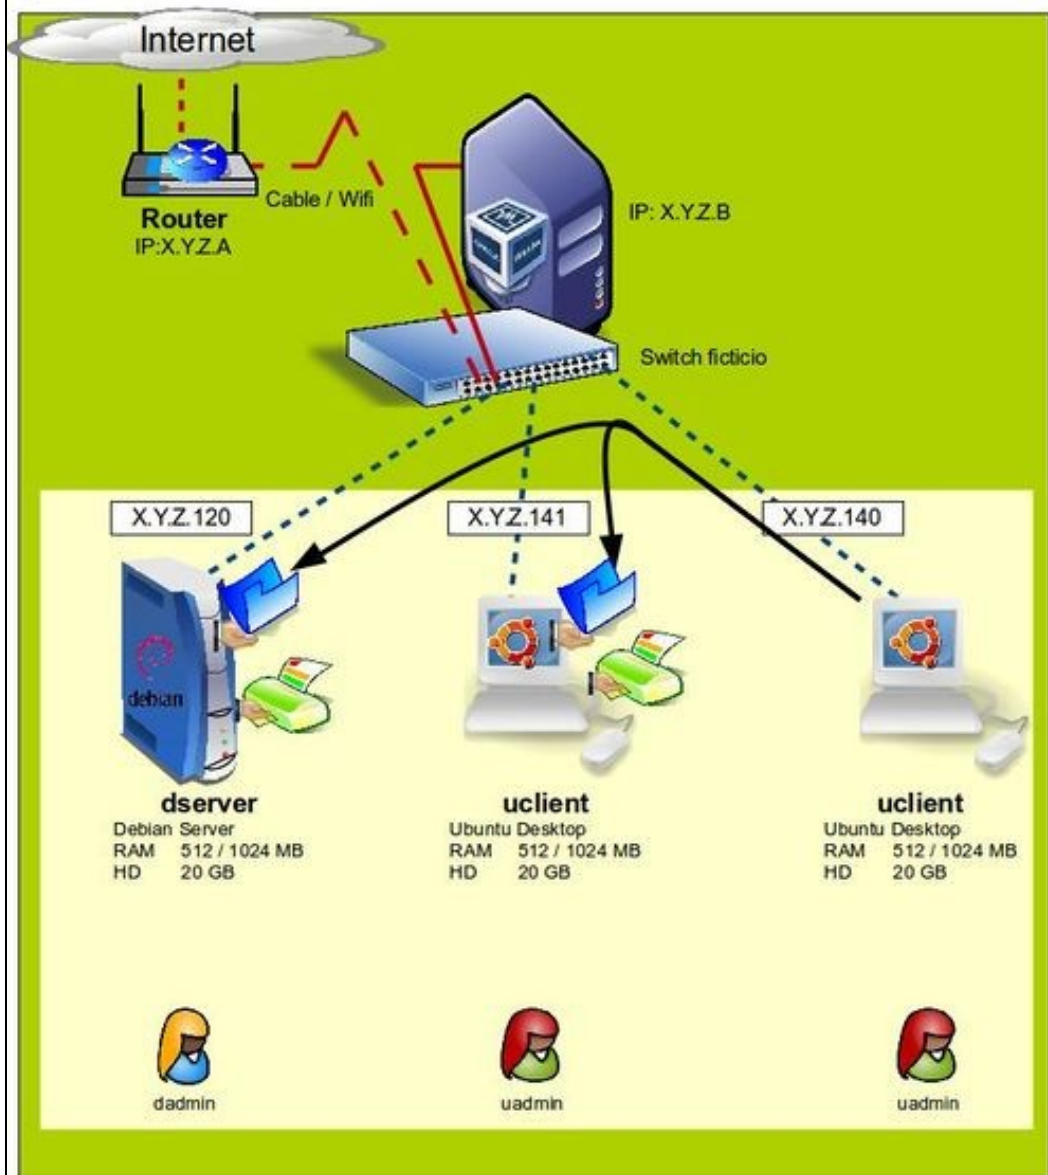 Internet
Cable / Wifi
Router
IP:X.Y.Z.A
IP: X.Y.Z.B
Switch ficticio
X.Y.Z.120
X.Y.Z.141
X.Y.Z.140
debian
dserver
Debian Server
RAM 512 / 1024 MB
HD 20 GB
uclient
Ubuntu Desktop
RAM 512 / 1024 MB
HD 20 GB
uclient
Ubuntu Desktop
RAM 512 / 1024 MB
HD 20 GB
dadmin
uadmin
uadmin